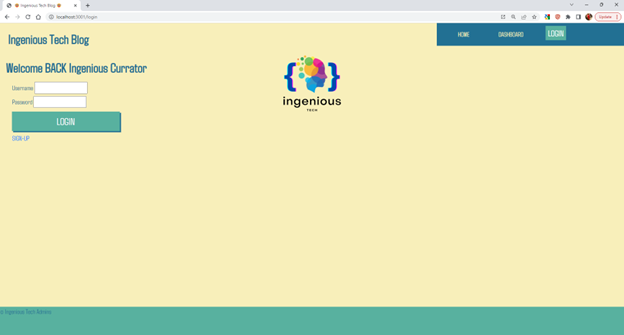 Ingenious Tech Blog
localhost:3001/login
Update
Ingenious Tech Blog
HOME
DASHBOARD
LOGIN
Welcome BACK Ingenious Currator
Username
Password
LOGIN
SIGN-UP
{ }
ingenious
TECH
Ingenious Tech